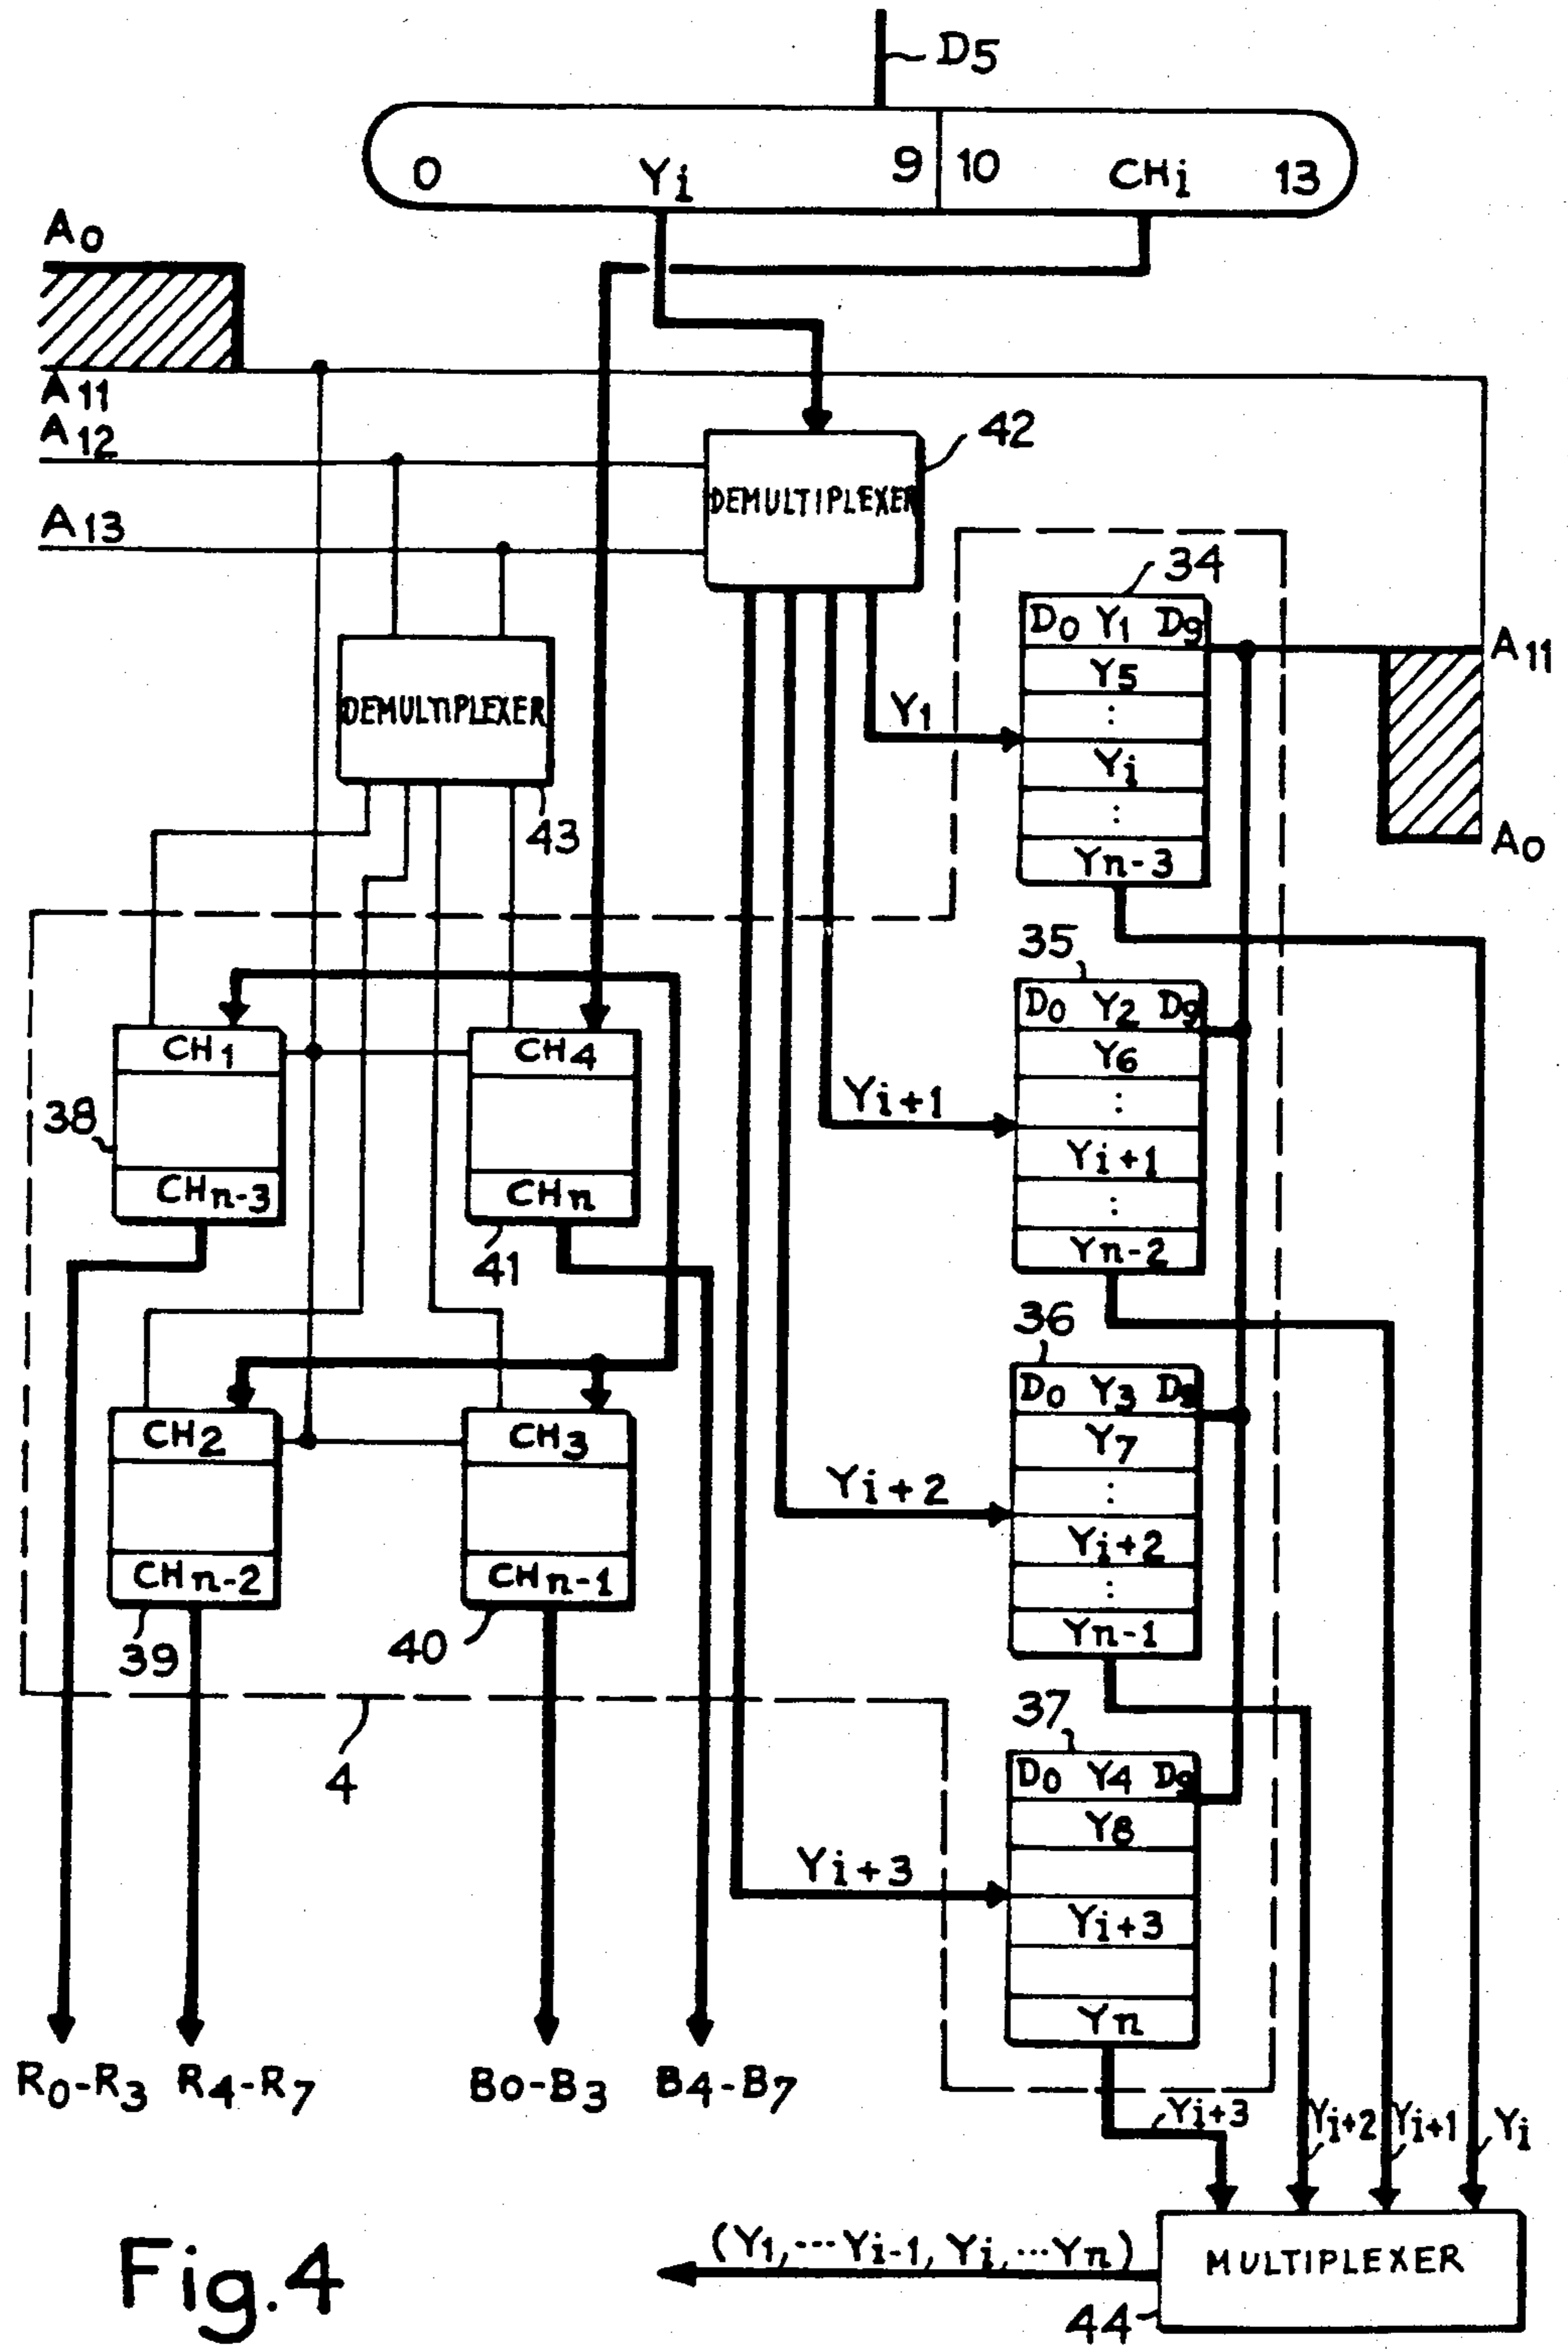 D5
0 Yi 9 10 CHi 13
A0
A11
A12
A13
42
DEMULTIPLEXER
34
D0 Y1 D9
Y5
:
Yi
:
Yn-3
Y1
A11
A0
DEMULTIPLEXER
43
35
D0 Y2 D9
Y6
:
Yi+1
:
Yn-2
Yi+1
CH1
CHn-3
38
CH4
CHn
41
36
D0 Y3 D9
Y7
:
Yi+2
:
Yn-1
Yi+2
CH2
CHn-2
39
CH3
CHn-1
40
4
37
D0 Y4 D9
Y8
Yi+3
Yn
Yi+3
R0-R3 R4-R7 B0-B3 B4-B7
Yi+3 Yi+2 Yi+1 Yi
(Y1,...Yi-1, Yi,...Yn)
MULTIPLEXER
44
Fig.4